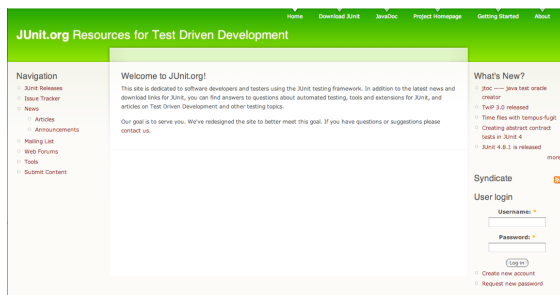 Home Download JUnit JavaDoc Project Homepage Getting Started About
JUnit.org Resources for Test Driven Development
Navigation
JUnit Releases
Issue Tracker
News
Articles
Announcements
Mailing List
Web Forums
Tools
Submit Content
Welcome to JUnit.org!
This site is dedicated to software developers and testers using the JUnit testing framework. In addition to the latest news and
download links for JUnit, you can find answers to questions about automated testing, tools and extensions for JUnit, and
articles on Test Driven Development and other testing topics.
Our goal is to serve you. We've redesigned the site to better meet this goal. If you have questions or suggestions please
contact us.
What's New?
jtoc —— java test oracle
creator
TwiP 3.0 released
Time flies with tempus-fugit
Creating abstract contract
tests in JUnit 4
JUnit 4.8.1 is released
more
Syndicate
User login
Username: *
Password: *
Log in
Create new account
Request new password